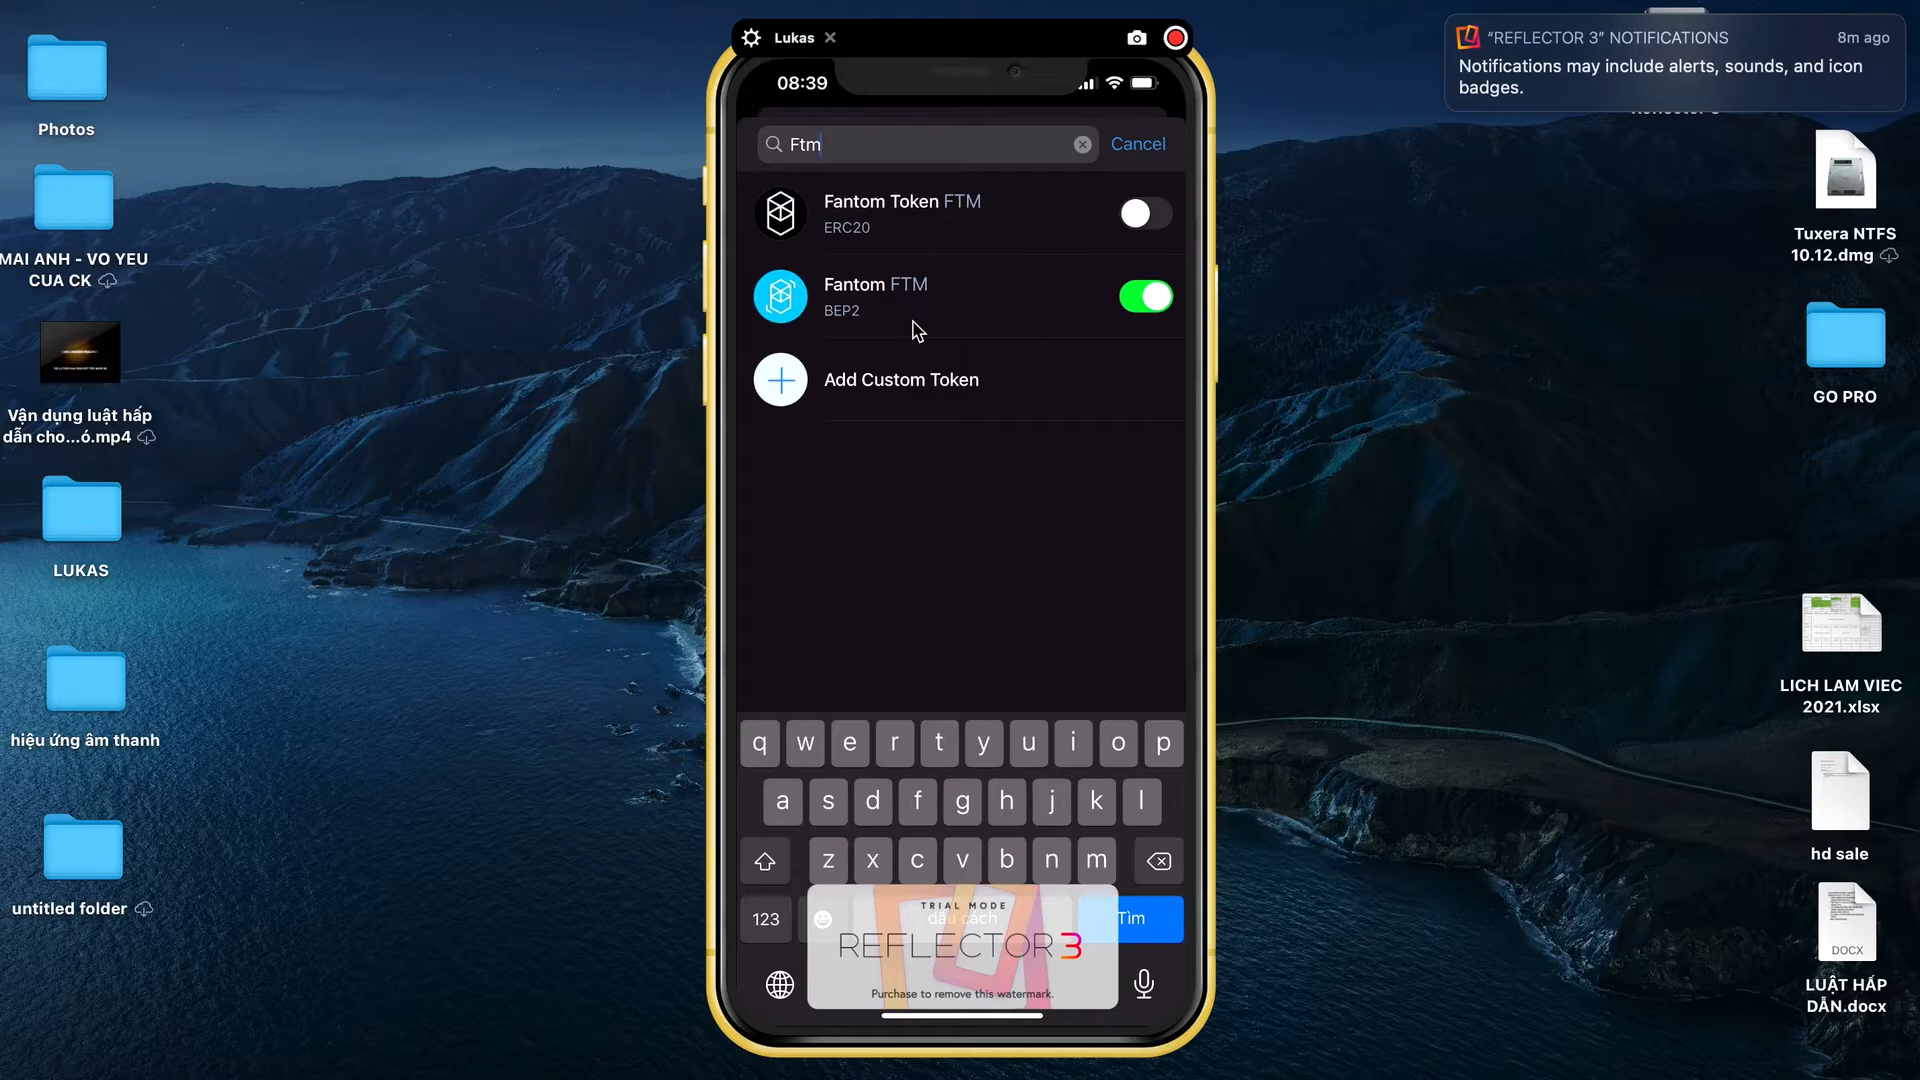 Photos
MAI ANH - VO YEU
CUA CK
Vận dụng luật hấp
dẫn cho...ó.mp4
LUKAS
hiệu ứng âm thanh
untitled folder
Lukas
08:39
Ftm
Cancel
Fantom Token FTM
ERC20
Fantom FTM
BEP2
Add Custom Token
q w e r t y u i o p
a s d f g h j k l
z x c v b n m
123
dấu cách
Tìm
TRIAL MODE
REFLECTOR 3
Purchase to remove this watermark.
“REFLECTOR 3” NOTIFICATIONS
8m ago
Notifications may include alerts, sounds, and icon
badges.
Tuxera NTFS
10.12.dmg
GO PRO
LICH LAM VIEC
2021.xlsx
hd sale
DOCX
LUẬT HẤP
DẪN.docx